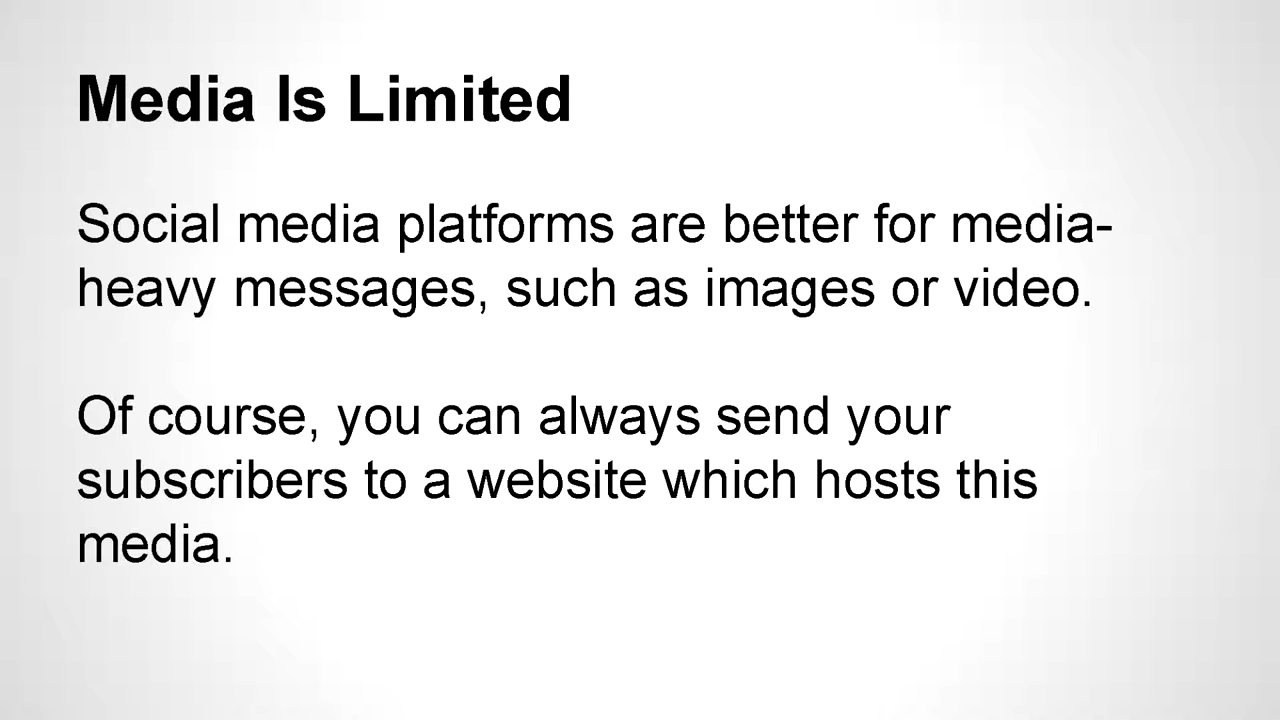 Media Is Limited
Social media platforms are better for media-
heavy messages, such as images or video.
Of course, you can always send your
subscribers to a website which hosts this
media.